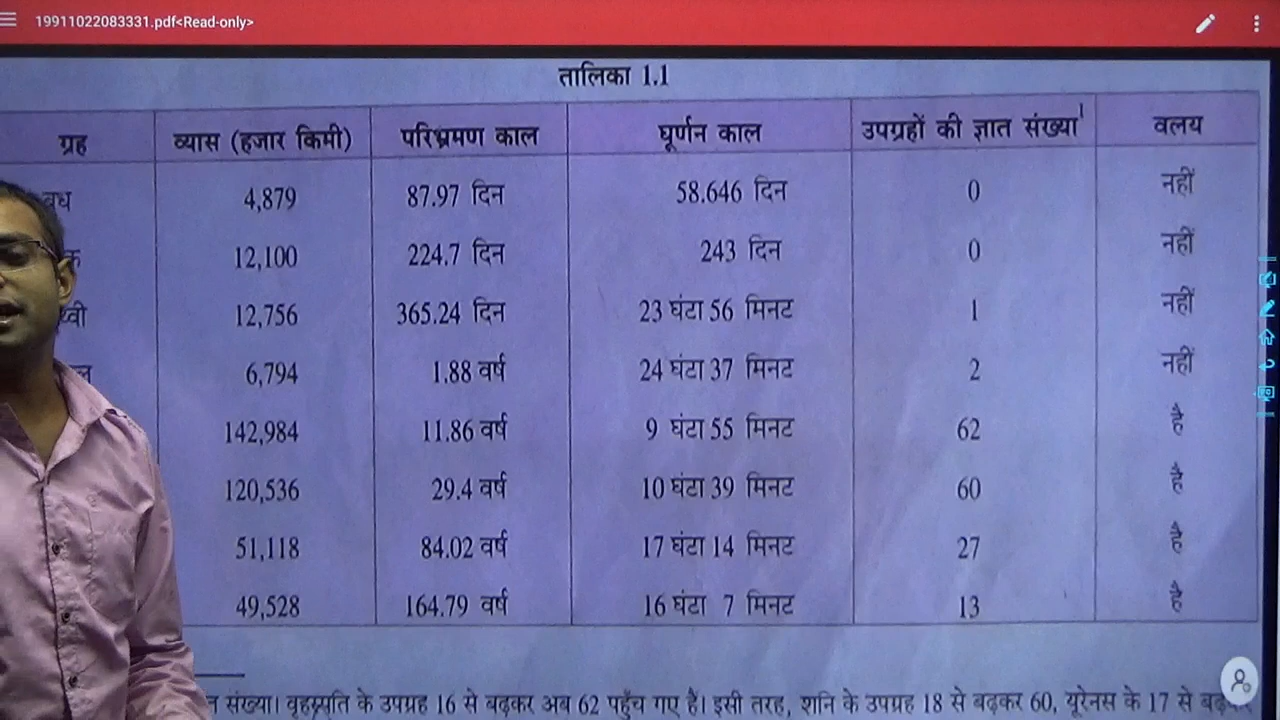 19911022083331.pdf<Read-only>
तालिका 1.1
ग्रह व्यास (हजार किमी) परिभ्रमण काल घूर्णन काल उपग्रहों की ज्ञात संख्या¹ वलय
4,879 87.97 दिन 58.646 दिन 0 नहीं
12,100 224.7 दिन 243 दिन 0 नहीं
12,756 365.24 दिन 23 घंटा 56 मिनट 1 नहीं
6,794 1.88 वर्ष 24 घंटा 37 मिनट 2 नहीं
142,984 11.86 वर्ष 9 घंटा 55 मिनट 62 है
120,536 29.4 वर्ष 10 घंटा 39 मिनट 60 है
51,118 84.02 वर्ष 17 घंटा 14 मिनट 27 है
49,528 164.79 वर्ष 16 घंटा 7 मिनट 13 है
संख्या। वृहस्पति के उपग्रह 16 से बढ़कर अब 62 पहुँच गए हैं। इसी तरह, शनि के उपग्रह 18 से बढ़कर 60, यूरेनस के 17 से